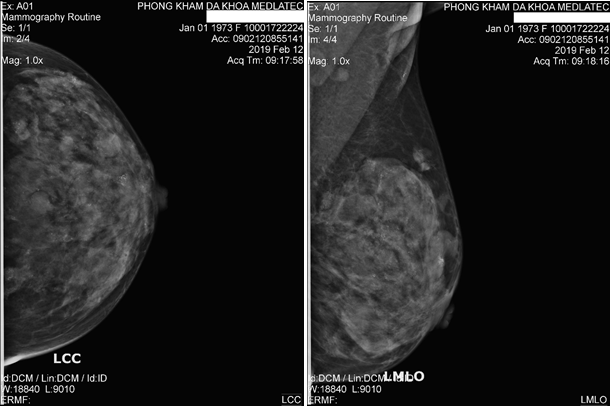 Ex: A01
Mammography Routine
Se: 1/1
Im: 2/4
Mag: 1.0x
PHONG KHAM DA KHOA MEDLATEC
Jan 01 1973 F 10001722224
Acc: 0902120855141
2019 Feb 12
Acq Tm: 09:17:58
LCC
Id:DCM / Lin:DCM / Id:ID
W:18840 L:9010
ERMF:
LCC
Ex: A01
Mammography Routine
Se: 1/1
Im: 4/4
Mag: 1.0x
PHONG KHAM DA KHOA MEDLATEC
Jan 01 1973 F 10001722224
Acc: 0902120855141
2019 Feb 12
Acq Tm: 09:18:16
LMLO
Id:DCM / Lin:DCM / Id:ID
W:18840 L:9010
ERMF:
LMLO